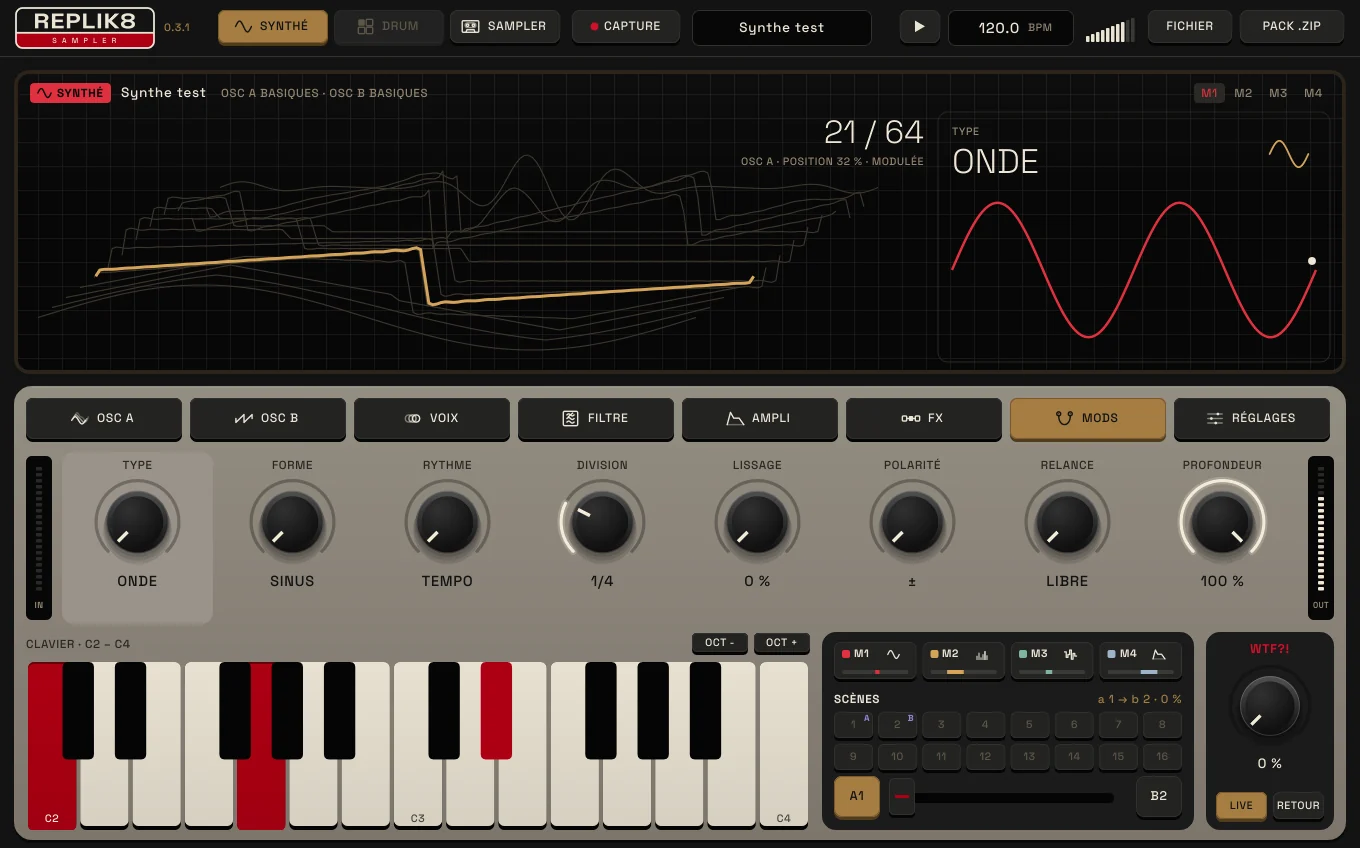 REPLIK8
SAMPLER
0.3.1
SYNTHÉ
DRUM
SAMPLER
CAPTURE
Synthe test
120.0 BPM
FICHIER
PACK .ZIP
SYNTHÉ Synthe test OSC A BASIQUES · OSC B BASIQUES
M1 M2 M3 M4
21 / 64
OSC A · POSITION 32 % · MODULÉE
TYPE
ONDE
OSC A
OSC B
VOIX
FILTRE
AMPLI
FX
MODS
RÉGLAGES
TYPE FORME RYTHME DIVISION LISSAGE POLARITÉ RELANCE PROFONDEUR
ONDE SINUS TEMPO 1/4 0 % ± LIBRE 100 %
IN
OUT
CLAVIER · C2 – C4
OCT -
OCT +
C2 C3 C4
M1 M2 M3 M4
SCÈNES
a 1 → b 2 · 0 %
1 A 2 B 3 4 5 6 7 8
9 10 11 12 13 14 15 16
A1
B2
WTF?!
0 %
LIVE
RETOUR